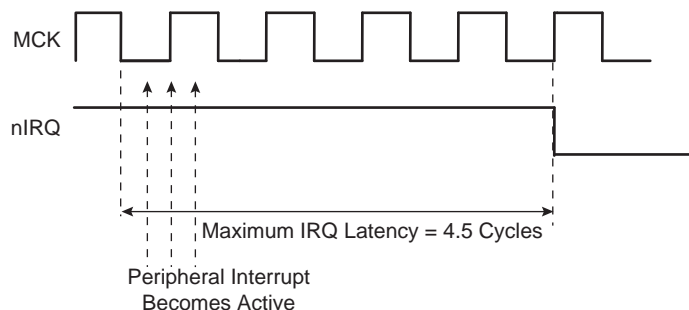 MCK
nIRQ
Maximum IRQ Latency = 4.5 Cycles
Peripheral Interrupt
Becomes Active